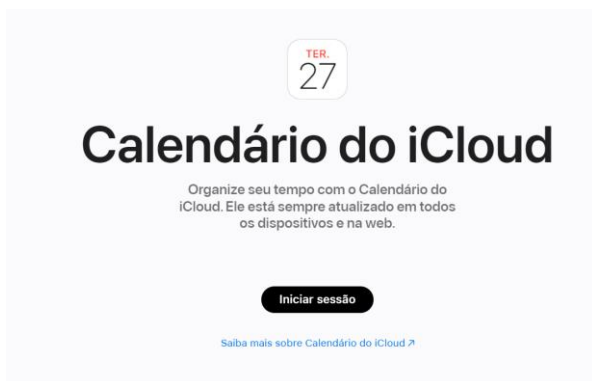 TER.
27
Calendário do iCloud
Organize seu tempo com o Calendário do
iCloud. Ele está sempre atualizado em todos
os dispositivos e na web.
Iniciar sessão
Saiba mais sobre Calendário do iCloud ↗